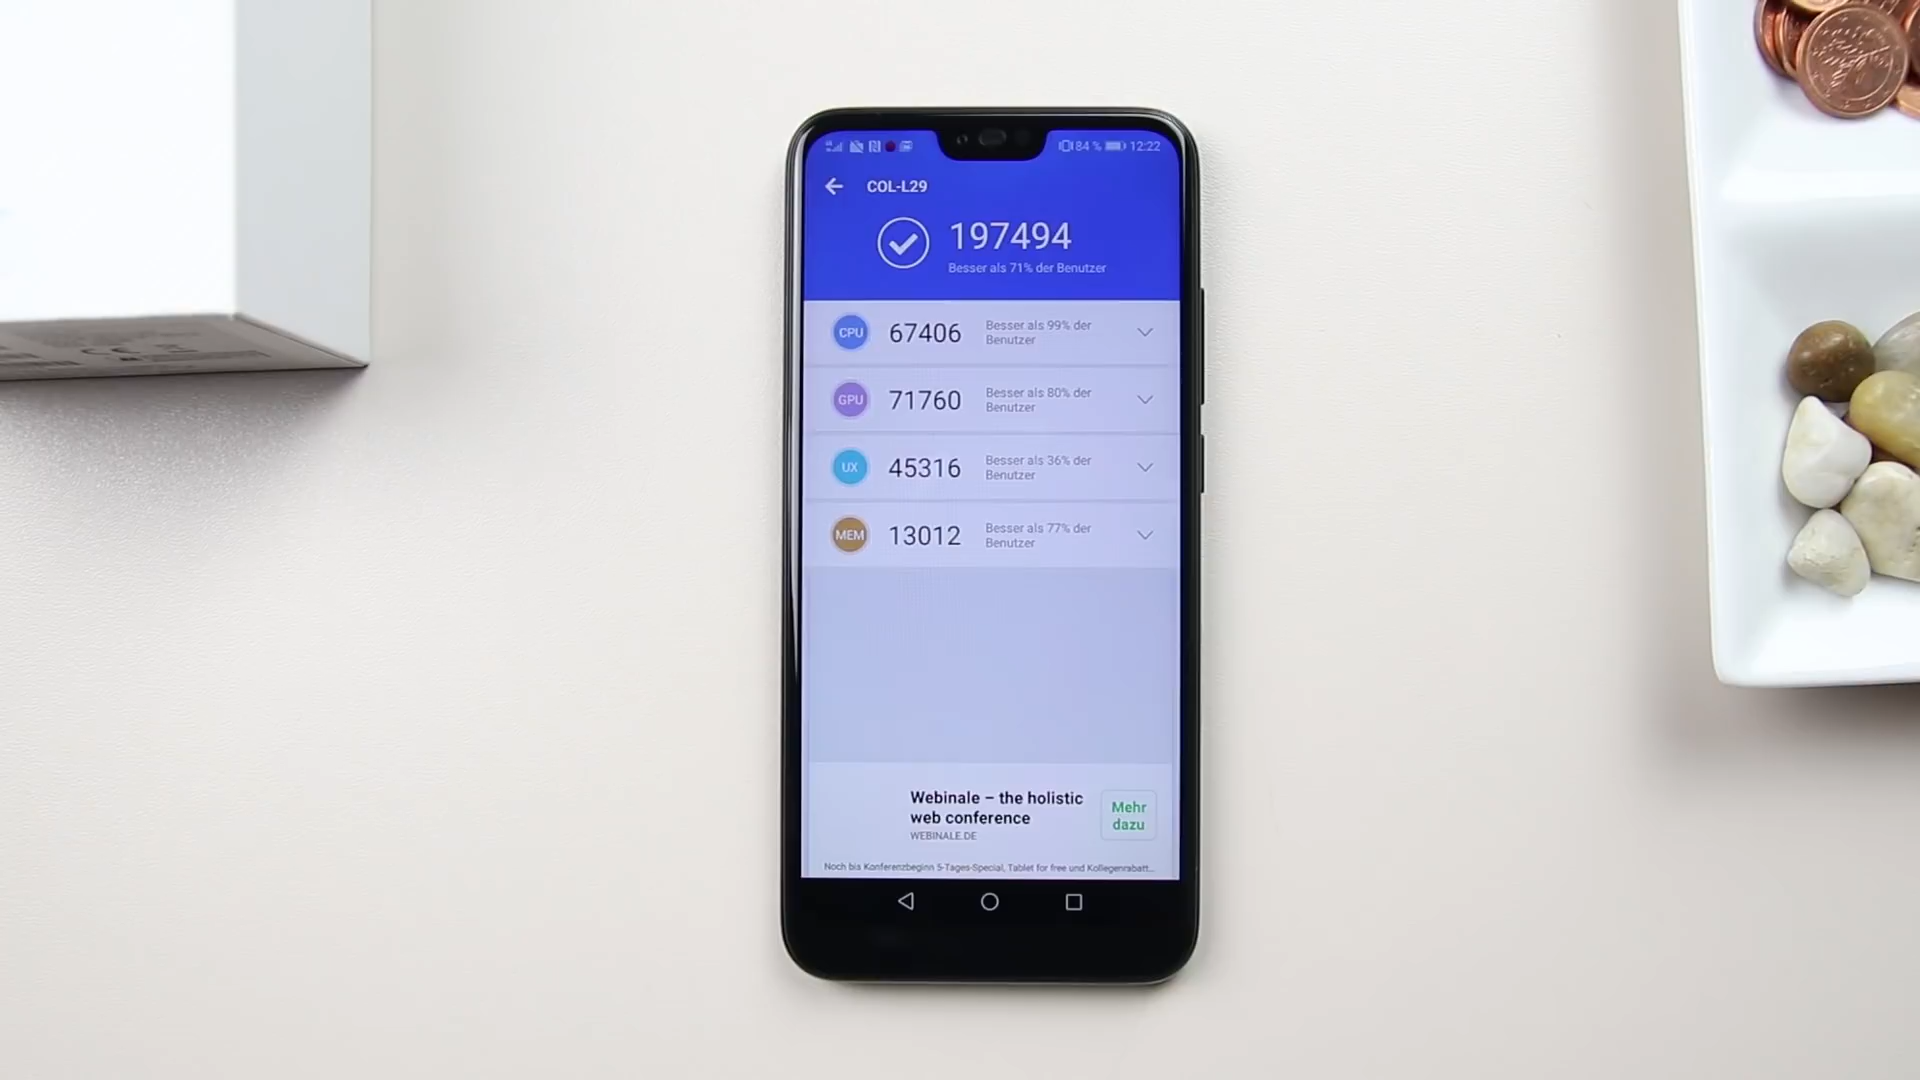 84 % 12:22
COL-L29
197494
Besser als 71% der Benutzer
CPU 67406 Besser als 99% der
Benutzer
GPU 71760 Besser als 80% der
Benutzer
UX 45316 Besser als 36% der
Benutzer
MEM 13012 Besser als 77% der
Benutzer
Webinale – the holistic
web conference
WEBINALE.DE
Mehr
dazu
Noch bis Konferenzbeginn 5-Tages-Special, Tablet for free und Kollegenrabatt...